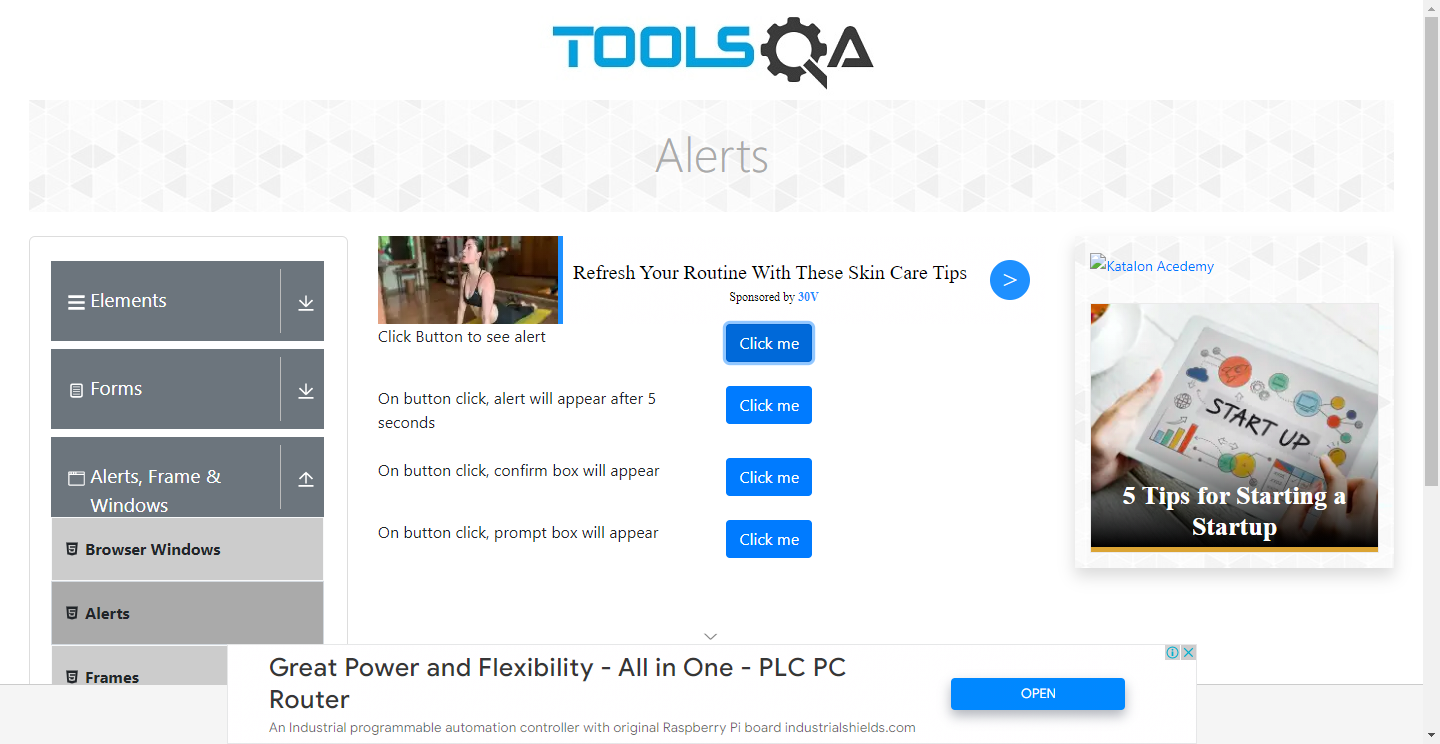 TOOLSQA
Alerts
Elements
Forms
Alerts, Frame &
Windows
Browser Windows
Alerts
Frames
Refresh Your Routine With These Skin Care Tips
Sponsored by 30V
>
Click Button to see alert
Click me
On button click, alert will appear after 5
seconds
Click me
On button click, confirm box will appear
Click me
On button click, prompt box will appear
Click me
Katalon Acedemy
START UP
5 Tips for Starting a
Startup
Great Power and Flexibility - All in One - PLC PC
Router
An Industrial programmable automation controller with original Raspberry Pi board industrialshields.com
OPEN